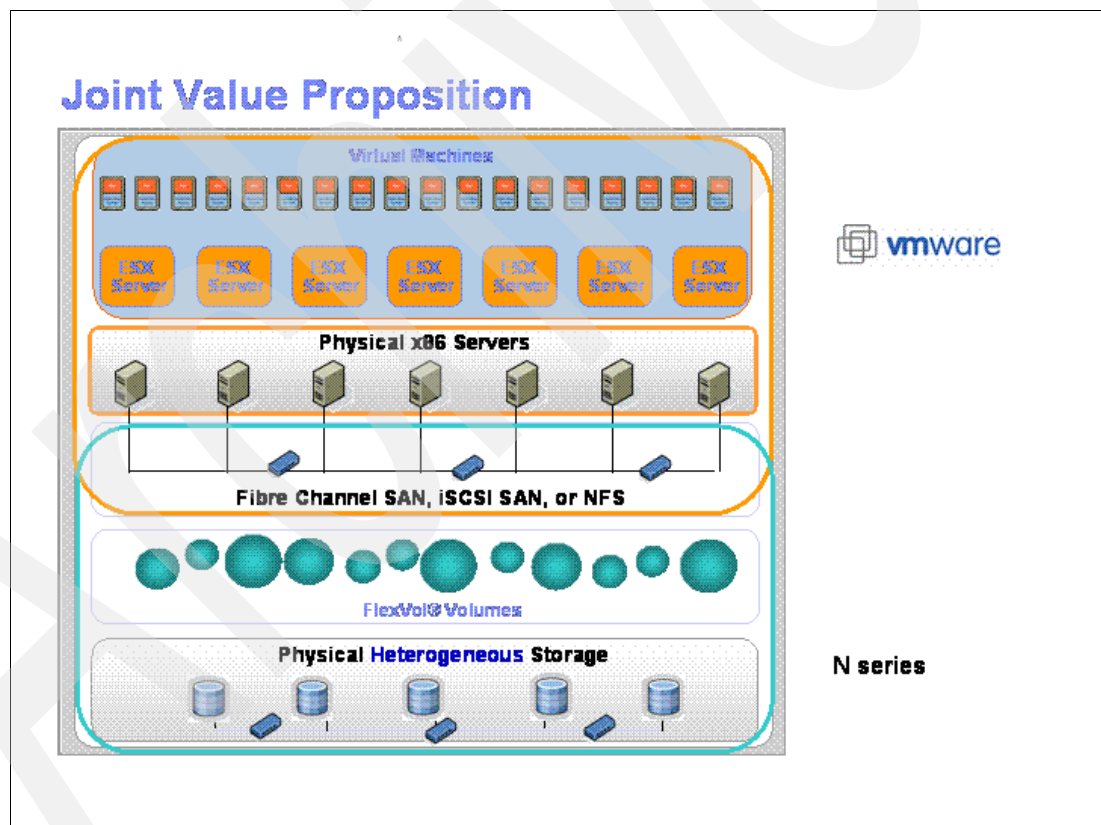 Joint Value Proposition
Virtual Machines
ESX Server
ESX Server
ESX Server
ESX Server
ESX Server
ESX Server
ESX Server
vmware
Physical x86 Servers
Fibre Channel SAN, iSCSI SAN, or NFS
FlexVol® Volumes
Physical Heterogeneous Storage
N series